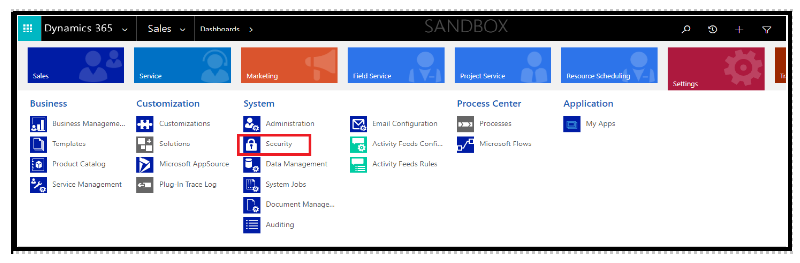 Dynamics 365 Sales Dashboards SANDBOX
Sales Service Marketing Field Service Project Service Resource Scheduling Settings
Business Customization System Process Center Application
Business Manageme... Customizations Administration Email Configuration Processes My Apps
Templates Solutions Security Activity Feeds Confi... Microsoft Flows
Product Catalog Microsoft AppSource Data Management Activity Feeds Rules
Service Management Plug-In Trace Log System Jobs
Document Manage...
Auditing